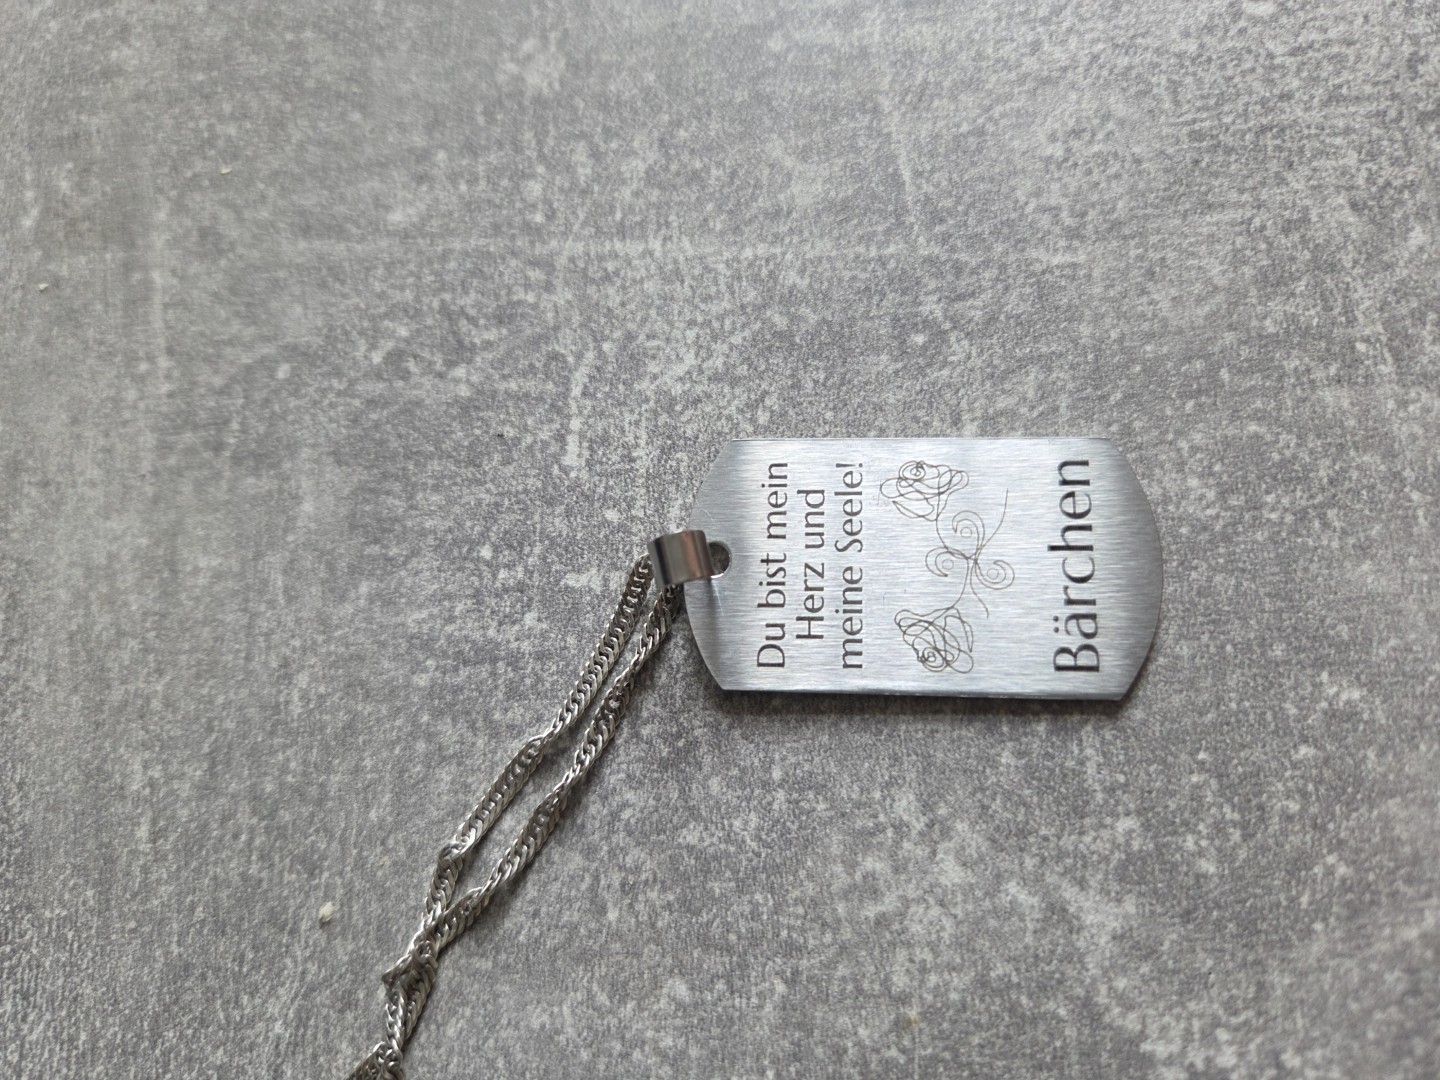 Du bist mein
Herz und
meine Seele!
Bärchen